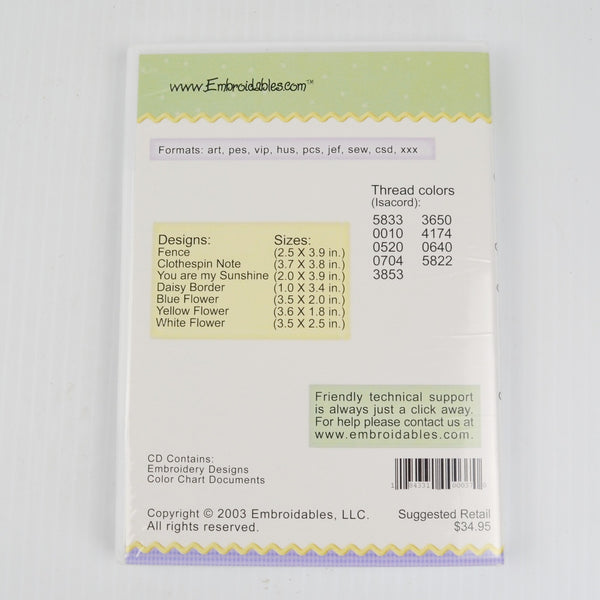 www.Embroidables.com™
Formats: art, pes, vip, hus, pcs, jef, sew, csd, xxx
Thread colors
(Isacord):
5833 3650
0010 4174
0520 0640
0704 5822
3853
Designs: Sizes:
Fence (2.5 X 3.9 in.)
Clothespin Note (3.7 X 3.8 in.)
You are my Sunshine (2.0 X 3.9 in.)
Daisy Border (1.0 X 3.4 in.)
Blue Flower (3.5 X 2.0 in.)
Yellow Flower (3.6 X 1.8 in.)
White Flower (3.5 X 2.5 in.)
Friendly technical support
is always just a click away.
For help please contact us at
www.embroidables.com.
CD Contains:
Embroidery Designs
Color Chart Documents
Copyright © 2003 Embroidables, LLC.
All rights reserved.
Suggested Retail
$34.95